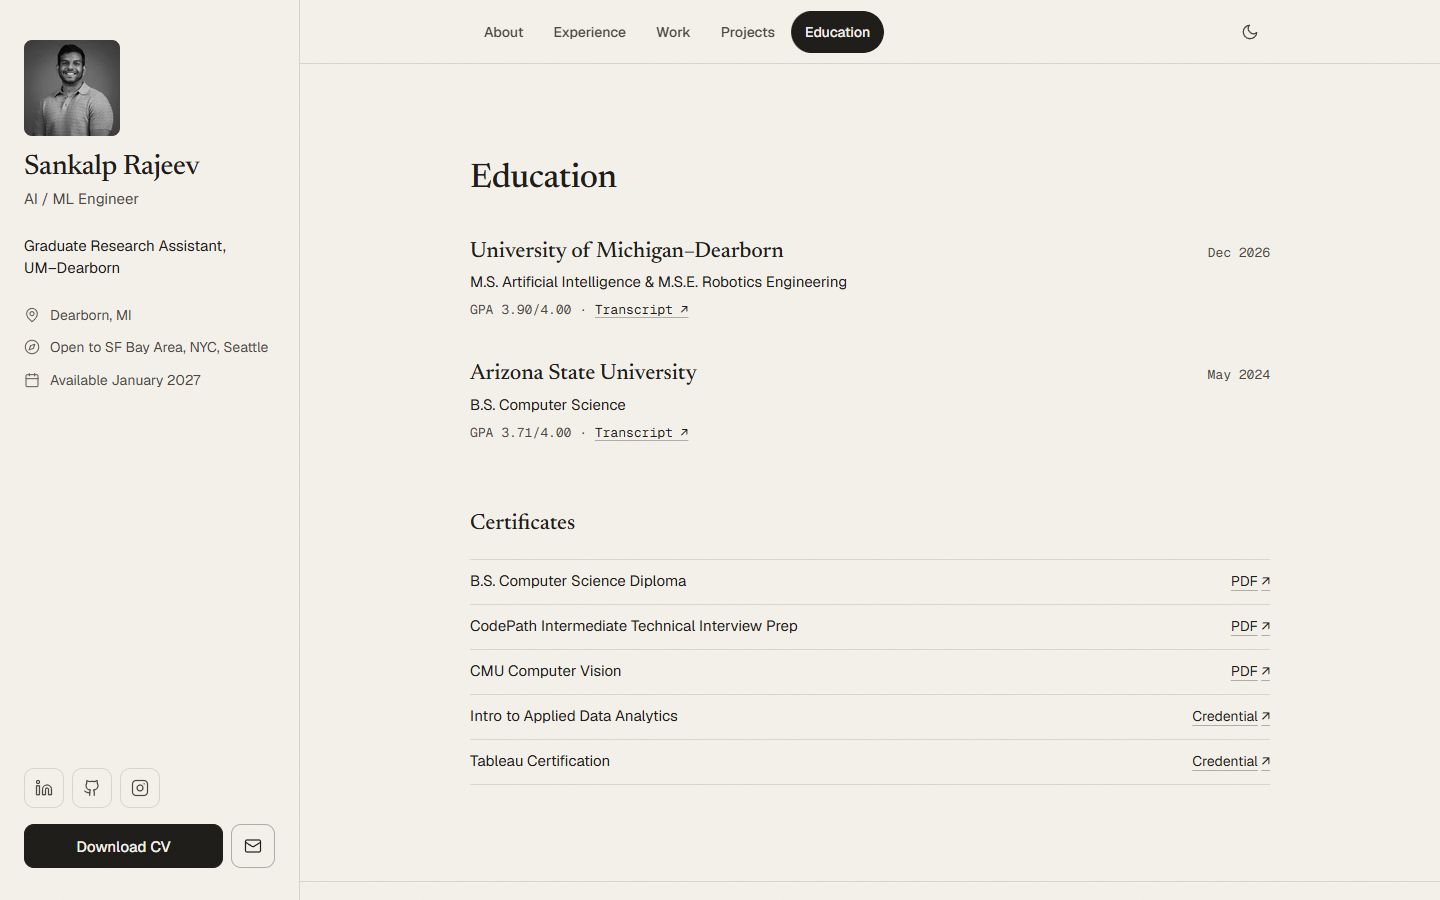 Sankalp Rajeev
AI / ML Engineer
Graduate Research Assistant,
UM–Dearborn
Dearborn, MI
Open to SF Bay Area, NYC, Seattle
Available January 2027
Download CV
About Experience Work Projects Education
Education
University of Michigan–Dearborn Dec 2026
M.S. Artificial Intelligence & M.S.E. Robotics Engineering
GPA 3.90/4.00 · Transcript ↗
Arizona State University May 2024
B.S. Computer Science
GPA 3.71/4.00 · Transcript ↗
Certificates
B.S. Computer Science Diploma PDF ↗
CodePath Intermediate Technical Interview Prep PDF ↗
CMU Computer Vision PDF ↗
Intro to Applied Data Analytics Credential ↗
Tableau Certification Credential ↗